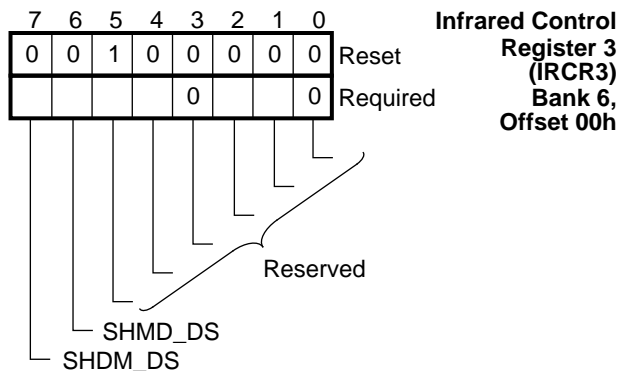 7 6 5 4 3 2 1 0
0 0 1 0 0 0 0 0 Reset
0 0 Required
Infrared Control
Register 3
(IRCR3)
Bank 6,
Offset 00h
Reserved
SHMD_DS
SHDM_DS